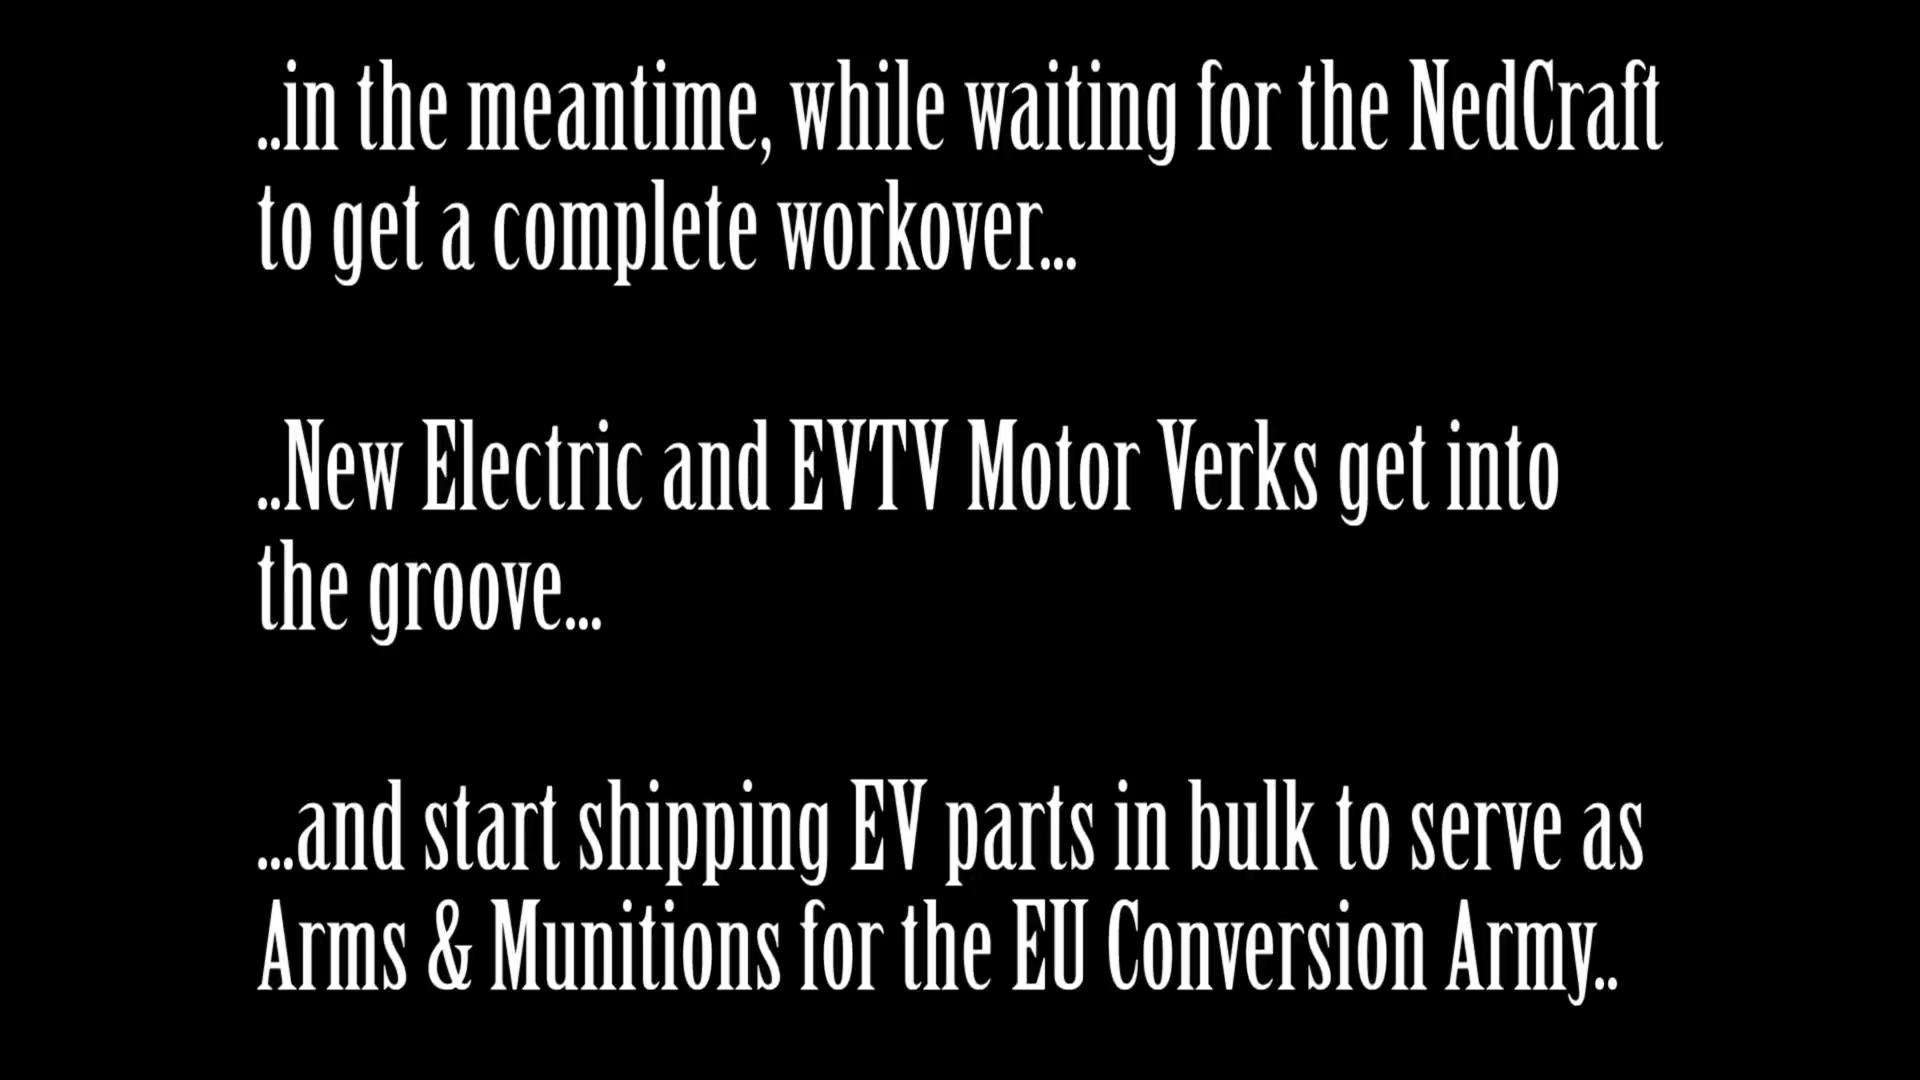 ..in the meantime, while waiting for the NedCraft
to get a complete workover...
..New Electric and EVTV Motor Verks get into
the groove...
...and start shipping EV parts in bulk to serve as
Arms & Munitions for the EU Conversion Army..